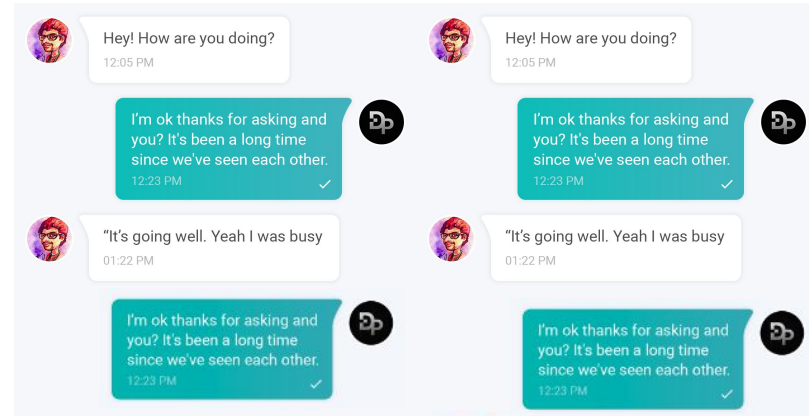 Hey! How are you doing?
12:05 PM
I'm ok thanks for asking and
you? It's been a long time
since we've seen each other.
12:23 PM
DP
“It's going well. Yeah I was busy
01:22 PM
I'm ok thanks for asking and
you? It's been a long time
since we've seen each other.
12:23 PM
DP
Hey! How are you doing?
12:05 PM
I'm ok thanks for asking and
you? It's been a long time
since we've seen each other.
12:23 PM
DP
“It's going well. Yeah I was busy
01:22 PM
I'm ok thanks for asking and
you? It's been a long time
since we've seen each other.
12:23 PM
DP